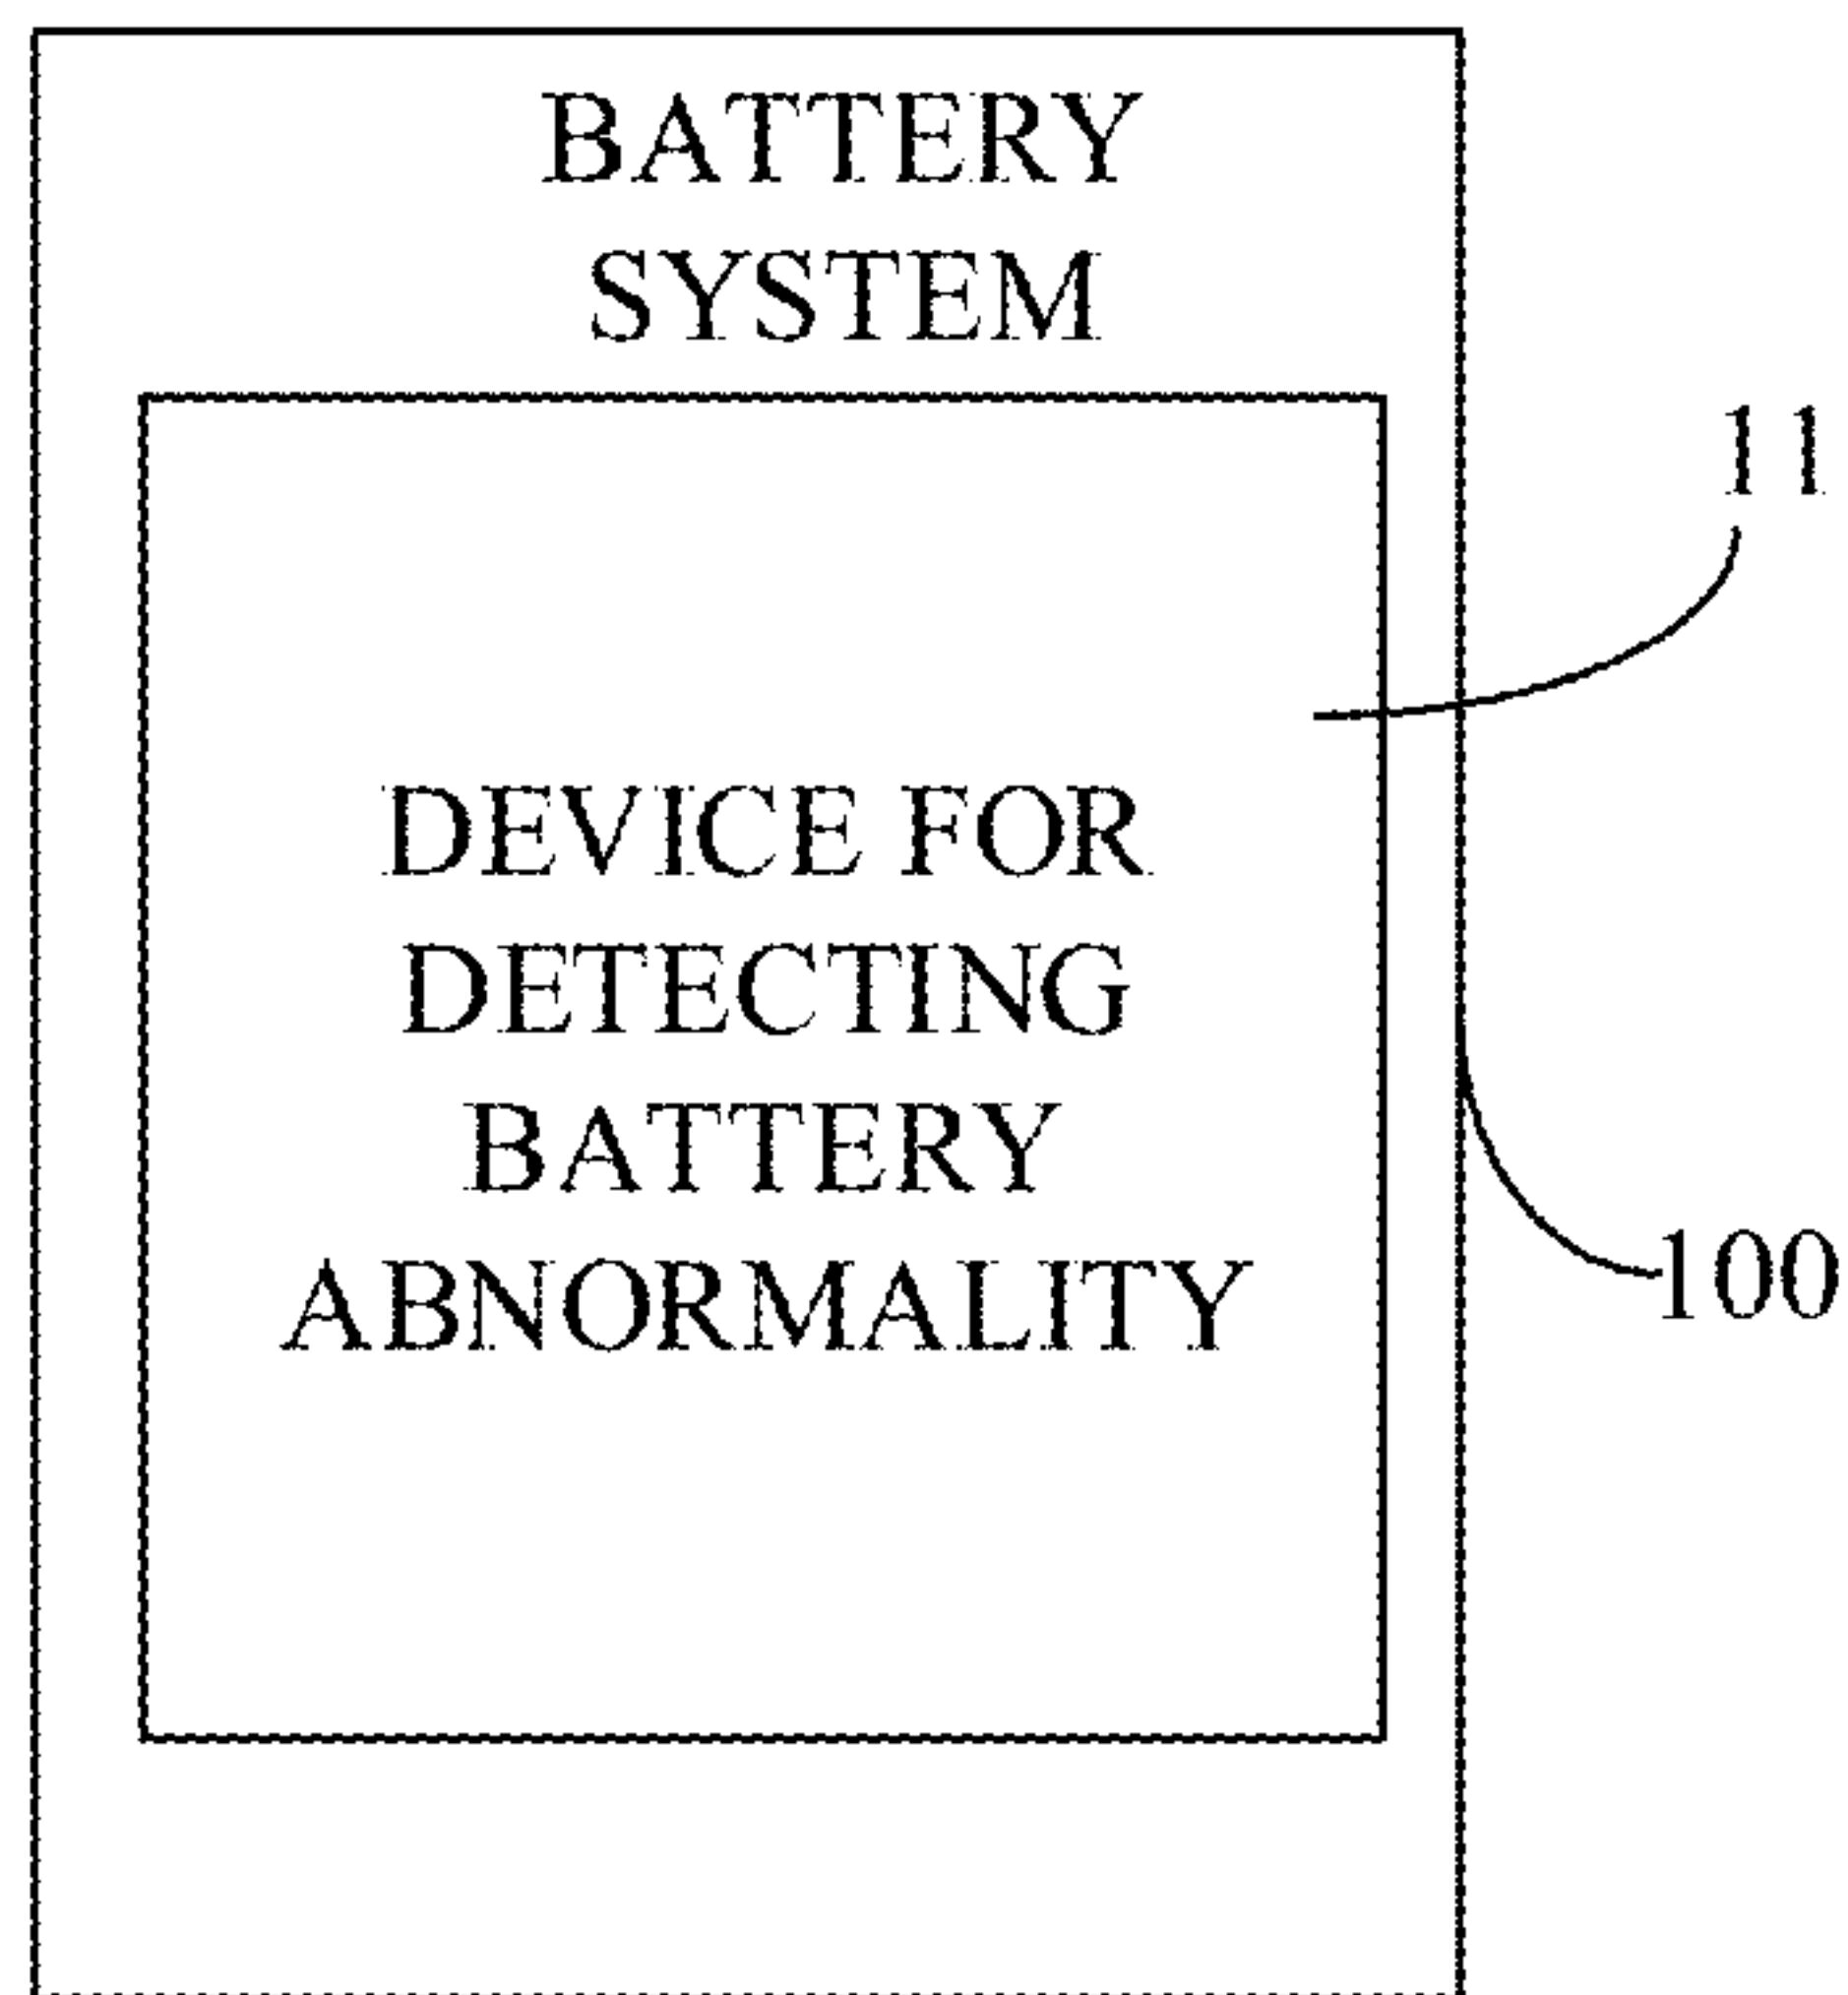 BATTERY
SYSTEM
11
DEVICE FOR
DETECTING
BATTERY
ABNORMALITY
100